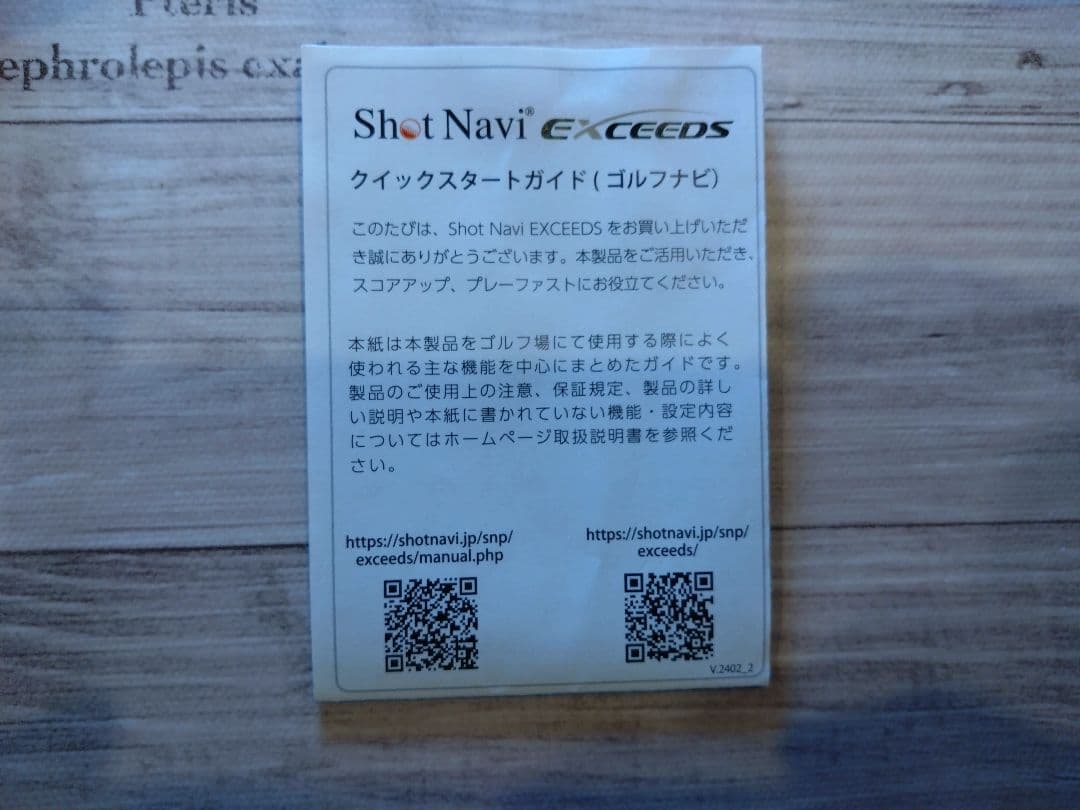 Pteris
ephrolepis exa
Shot Navi® EXCEEDS
クイックスタートガイド ( ゴルフナビ)
このたびは、Shot Navi EXCEEDS をお買い上げいただ
き誠にありがとうございます。本製品をご活用いただき、
スコアアップ、プレーファストにお役立てください。
本紙は本製品をゴルフ場にて使用する際によく
使われる主な機能を中心にまとめたガイドです。
製品のご使用上の注意、保証規定、製品の詳し
い説明や本紙に書かれていない機能・設定内容
についてはホームページ取扱説明書を参照くだ
さい。
https://shotnavi.jp/snp/
exceeds/manual.php
https://shotnavi.jp/snp/
exceeds/
V.2402_2